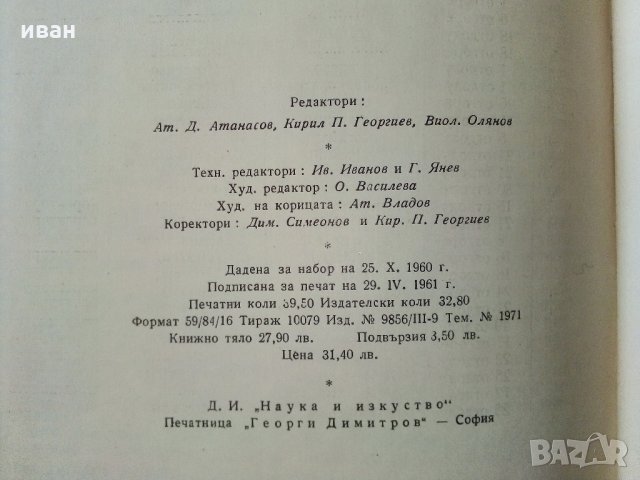 иван
Редактори :
Ат. Д. Атанасов, Кирил П. Георгиев, Виол. Олянов
*
Техн. редактори : Ив. Иванов и Г. Янев
Худ. редактор : О. Василева
Худ. на корицата : Ат. Владов
Коректори : Дим. Симеонов и Кир. П. Георгиев
*
Дадена за набор на 25. X. 1960 г.
Подписана за печат на 29. IV. 1961 г.
Печатни коли 39,50 Издателски коли 32,80
Формат 59/84/16 Тираж 10079 Изд. № 9856/III-9 Тем. № 1971
Книжно тяло 27,90 лв. Подвързия 3,50 лв.
Цена 31,40 лв.
*
Д. И. „Наука и изкуство“
Печатница „Георги Димитров“ — София
BAZAR